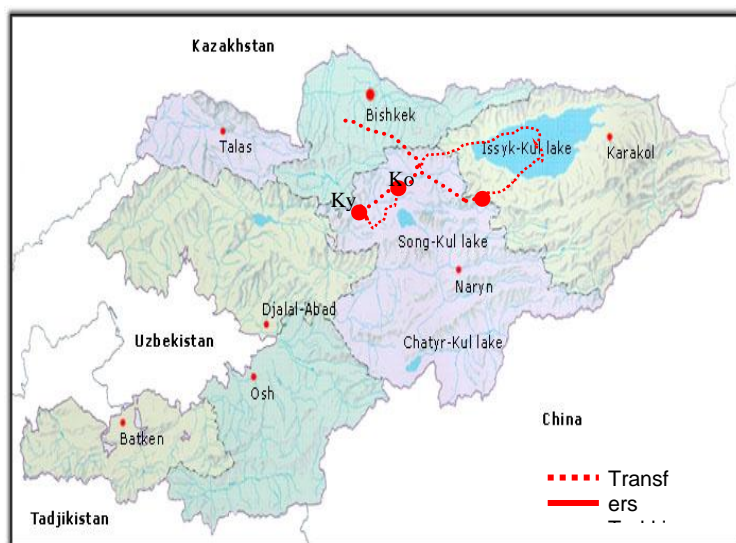 Kazakhstan
Bishkek
Talas
Issyk-Kul lake
Karakol
Ko
Ky
Song-Kul lake
Naryn
Djalal-Abad
Uzbekistan
Chatyr-Kul lake
Osh
China
Batken
Tadjikistan
Transf
ers